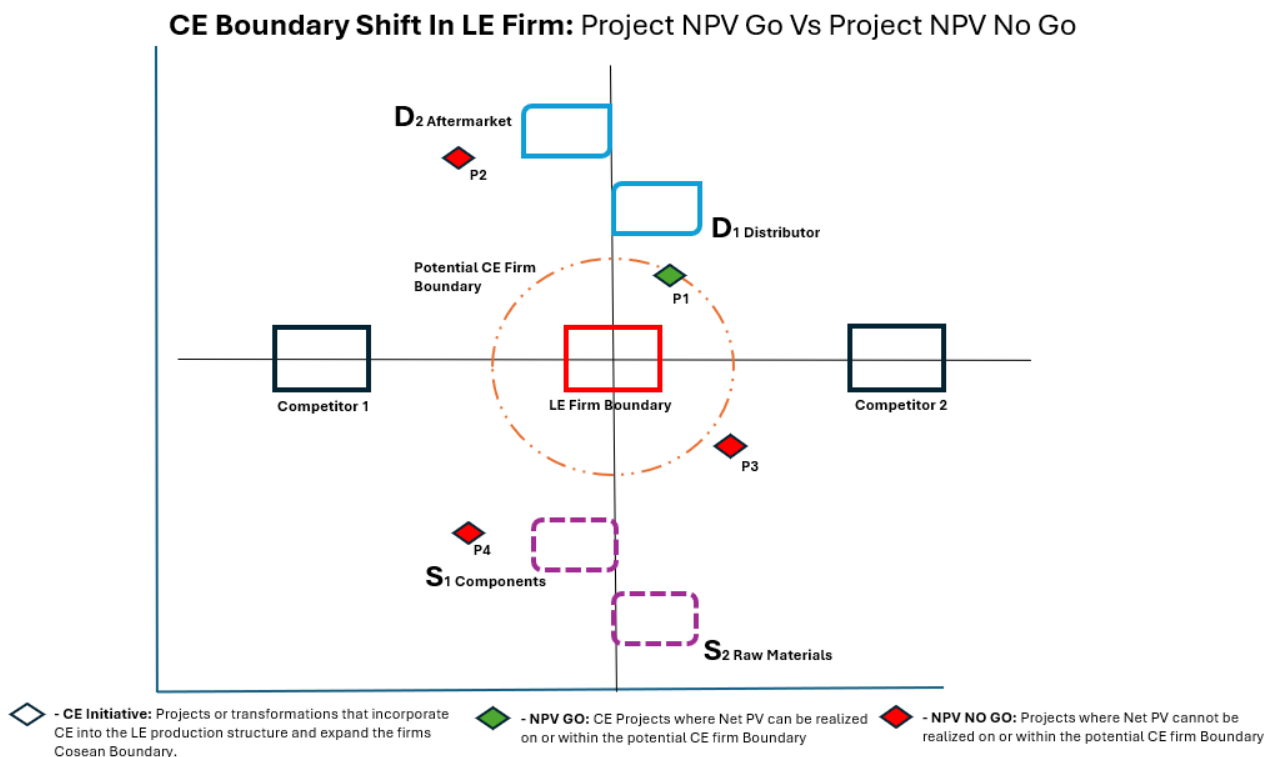 CE Boundary Shift In LE Firm: Project NPV Go Vs Project NPV No Go
D2 Aftermarket
P2
D1 Distributor
Potential CE Firm
Boundary
P1
Competitor 1
LE Firm Boundary
Competitor 2
P3
P4
S1 Components
S2 Raw Materials
- CE Initiative: Projects or transformations that incorporate
CE into the LE production structure and expand the firms
Cosean Boundary.
- NPV GO: CE Projects where Net PV can be realized
on or within the potential CE firm Boundary
- NPV NO GO: Projects where Net PV cannot be
realized on or within the potential CE firm Boundary